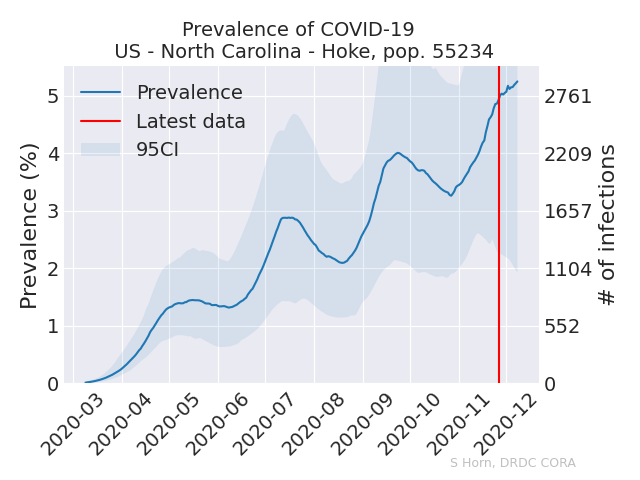 Prevalence of COVID-19
US - North Carolina - Hoke, pop. 55234
Prevalence
Latest data
95CI
Prevalence (%)
5
4
3
2
1
0
2761
2209
1657
1104
552
0
# of infections
2020-03
2020-04
2020-05
2020-06
2020-07
2020-08
2020-09
2020-10
2020-11
2020-12
S Horn, DRDC CORA